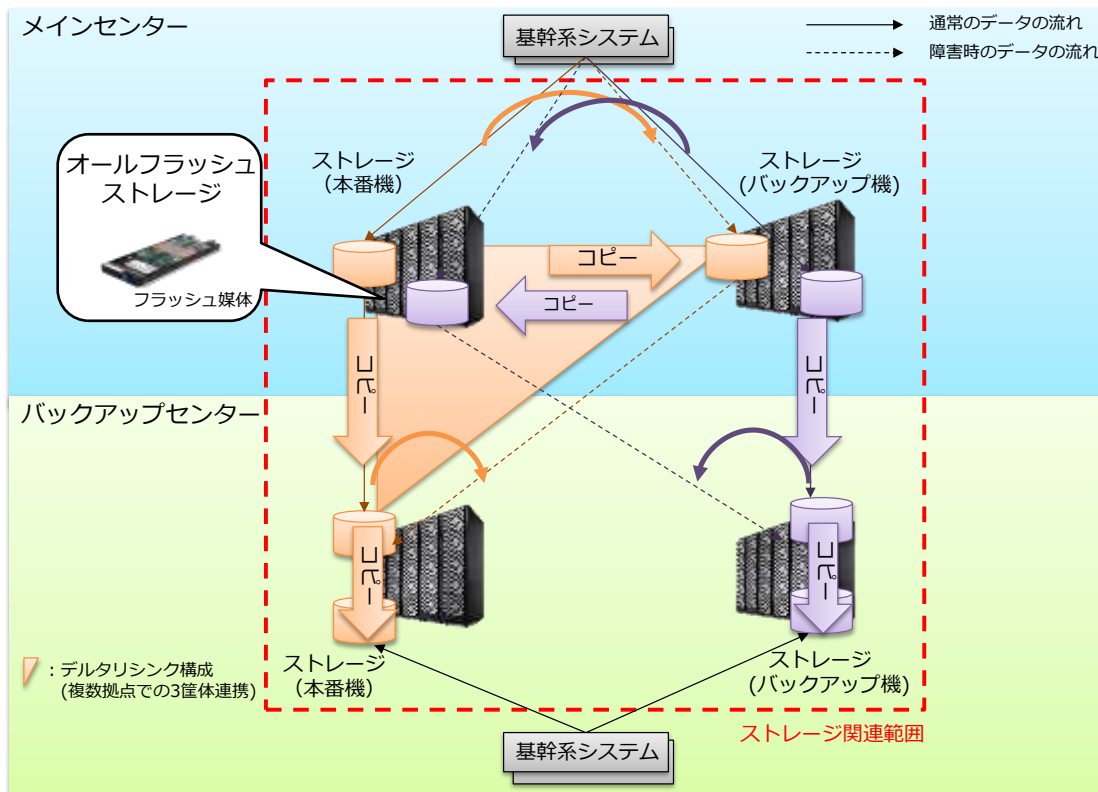 メインセンター
基幹系システム
通常のデータの流れ
障害時のデータの流れ
オールフラッシュ
ストレージ
フラッシュ媒体
ストレージ
（本番機）
ストレージ
(バックアップ機)
コピー
コピー
コピー
コピー
バックアップセンター
コピー
コピー
：デルタリシンク構成
(複数拠点での3筐体連携)
ストレージ
（本番機）
ストレージ
(バックアップ機)
ストレージ関連範囲
基幹系システム